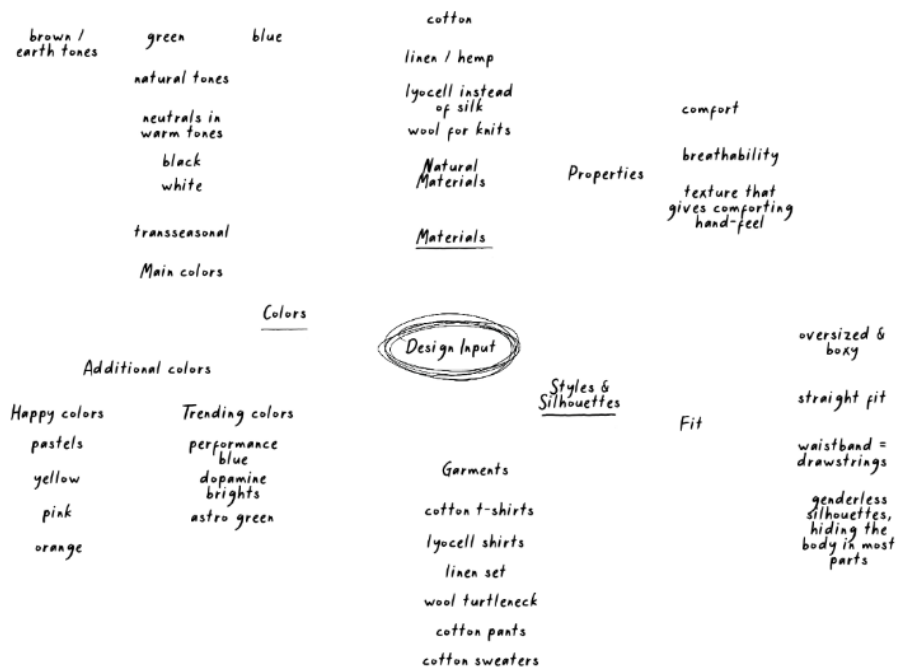 cotton
brown /
earth tones
green
blue
linen / hemp
natural tones
lyocell instead
of silk
neutrals in
warm tones
wool for knits
black
white
Natural
Materials
Properties
comfort
breathability
texture that
gives comforting
hand-feel
transseasonal
Materials
Main colors
Colors
Design Input
Additional colors
Happy colors
pastels
yellow
pink
orange
Trending colors
performance
blue
dopamine
brights
astro green
Styles &
Silhouettes
Fit
oversized &
boxy
straight fit
waistband =
drawstrings
genderless
silhouettes,
hiding the
body in most
parts
Garments
cotton t-shirts
lyocell shirts
linen set
wool turtleneck
cotton pants
cotton sweaters